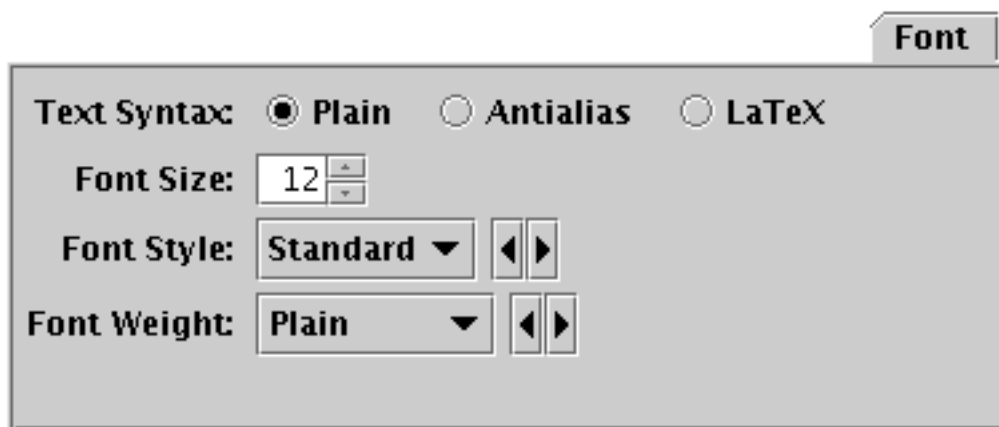 Font
Text Syntax: Plain Antialias LaTeX
Font Size: 12
Font Style: Standard
Font Weight: Plain